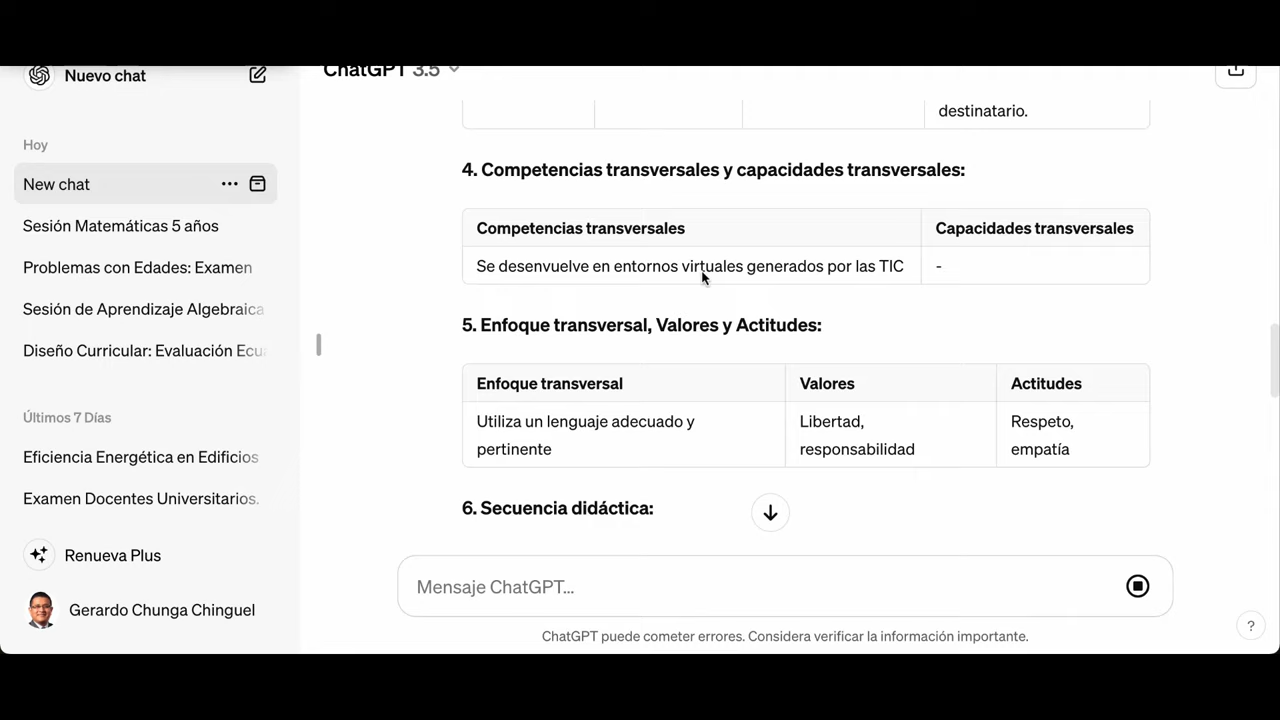 Nuevo chat
Hoy
New chat
Sesión Matemáticas 5 años
Problemas con Edades: Examen
Sesión de Aprendizaje Algebraica
Diseño Curricular: Evaluación Ecua
Últimos 7 Días
Eficiencia Energética en Edificios
Examen Docentes Universitarios.
Renueva Plus
Gerardo Chunga Chinguel
ChatGPT 3.5
destinatario.
4. Competencias transversales y capacidades transversales:
Competencias transversales Capacidades transversales
Se desenvuelve en entornos virtuales generados por las TIC -
5. Enfoque transversal, Valores y Actitudes:
Enfoque transversal Valores Actitudes
Utiliza un lenguaje adecuado y Libertad, Respeto,
pertinente responsabilidad empatía
6. Secuencia didáctica:
Mensaje ChatGPT...
ChatGPT puede cometer errores. Considera verificar la información importante.
?